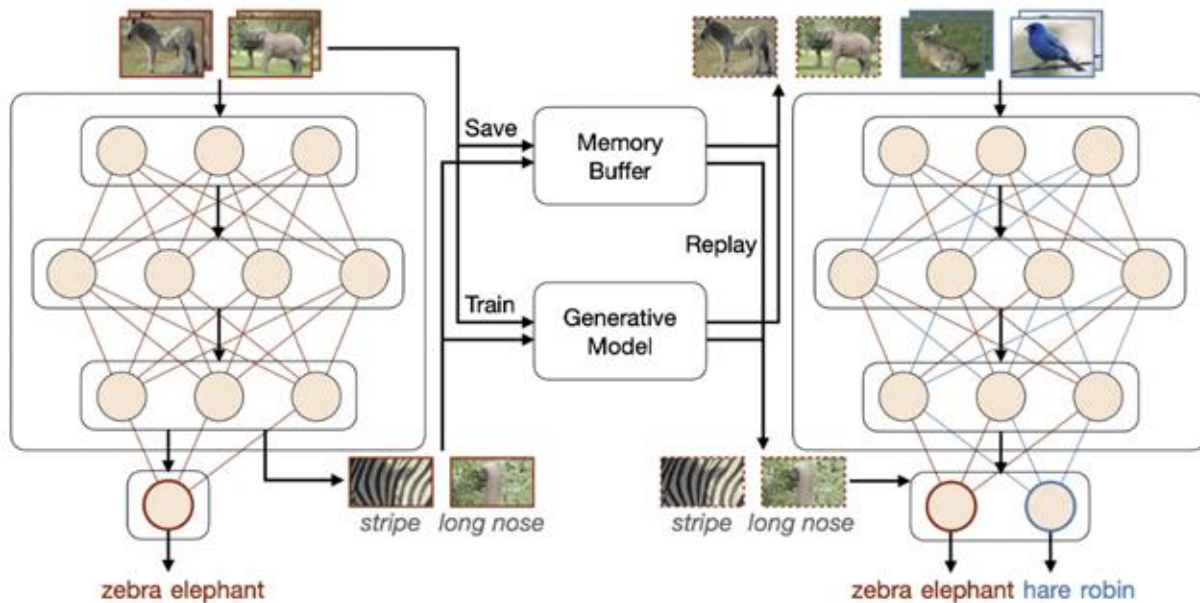 Save
Memory
Buffer
Replay
Train
Generative
Model
stripe long nose
stripe long nose
zebra elephant
zebra elephant hare robin